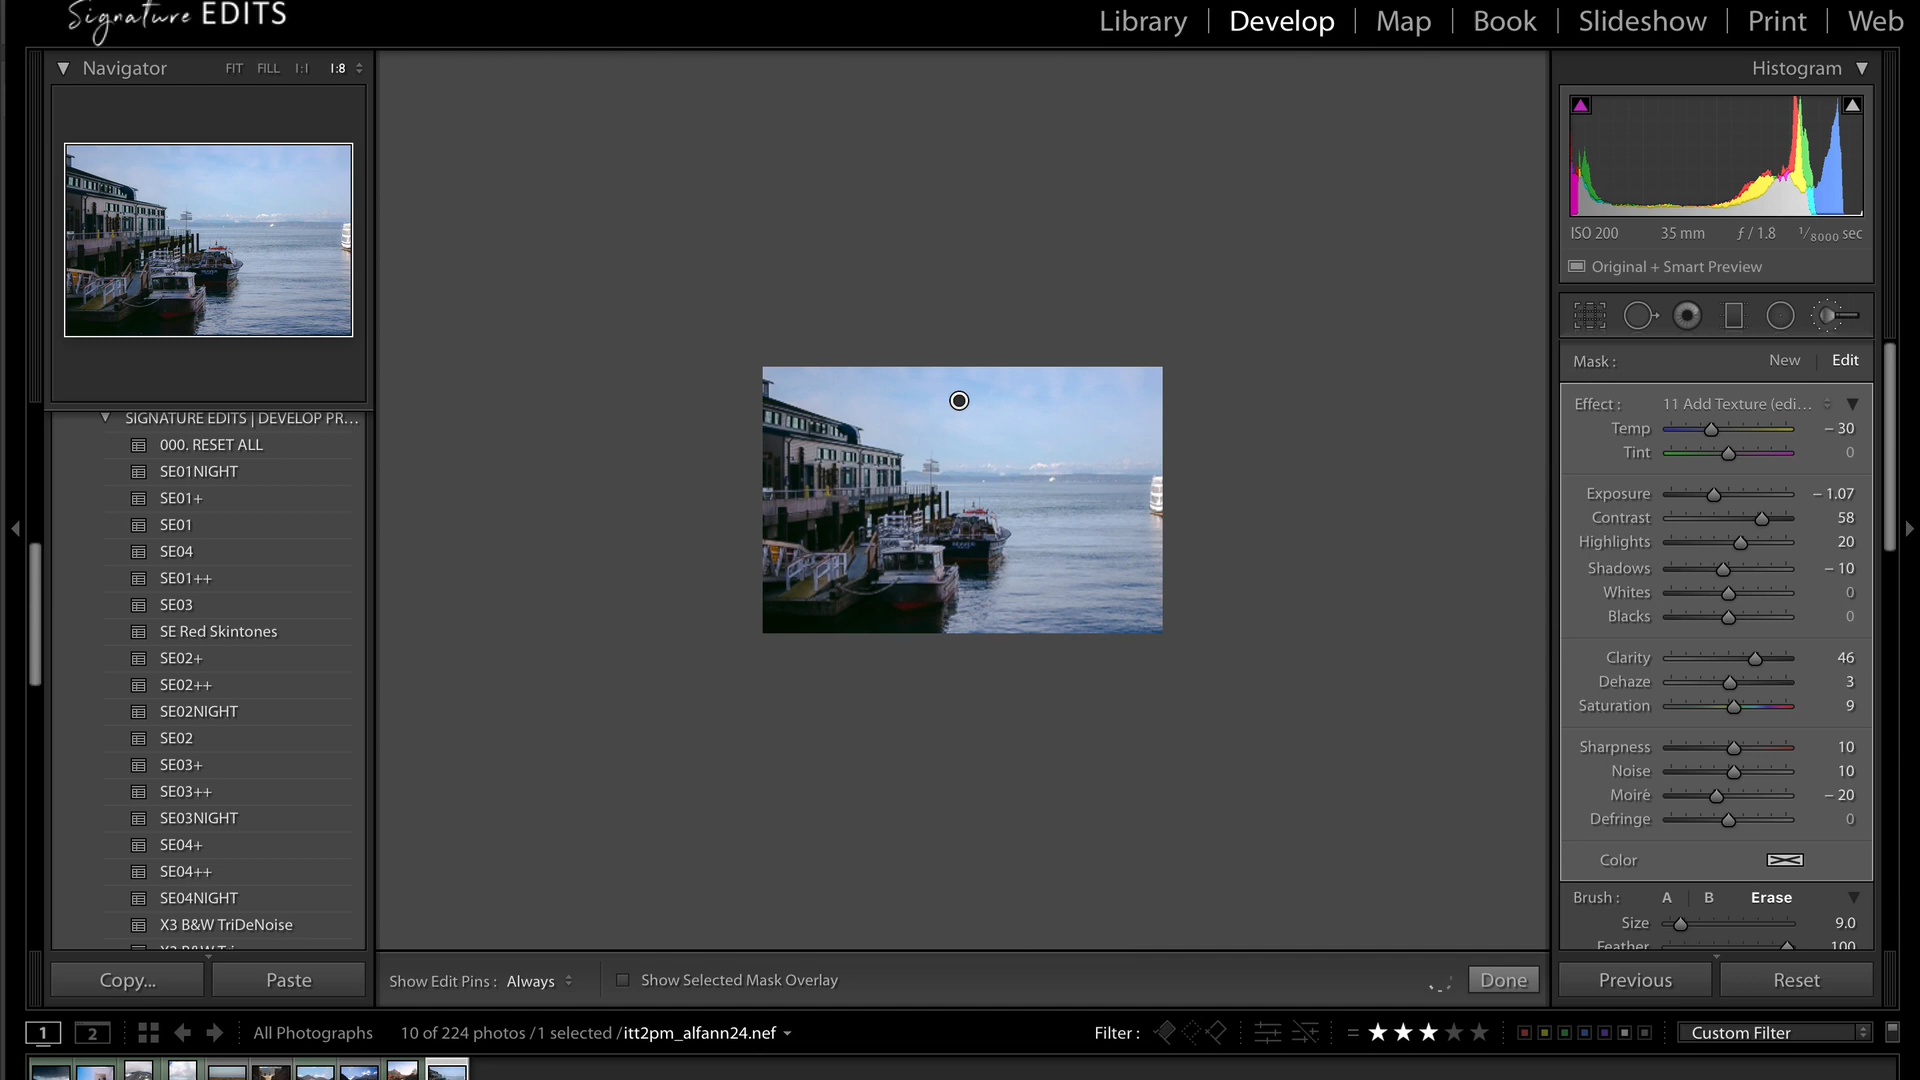 Signature EDITS
Library | Develop | Map | Book | Slideshow | Print | Web
Navigator FIT FILL 1:1 1:8
SIGNATURE EDITS | DEVELOP PR...
000. RESET ALL
SE01NIGHT
SE01+
SE01
SE04
SE01++
SE03
SE Red Skintones
SE02+
SE02++
SE02NIGHT
SE02
SE03+
SE03++
SE03NIGHT
SE04+
SE04++
SE04NIGHT
X3 B&W TriDeNoise
Copy... Paste
Show Edit Pins : Always Show Selected Mask Overlay Done
Histogram
ISO 200 35 mm ƒ / 1.8 1/8000 sec
Original + Smart Preview
Mask : New | Edit
Effect : 11 Add Texture (edi...
Temp – 30
Tint 0
Exposure – 1.07
Contrast 58
Highlights 20
Shadows – 10
Whites 0
Blacks 0
Clarity 46
Dehaze 3
Saturation 9
Sharpness 10
Noise 10
Moiré – 20
Defringe 0
Color
Brush : A | B Erase
Size 9.0
Feather 100
Previous Reset
1 2 All Photographs 10 of 224 photos /1 selected /itt2pm_alfann24.nef Filter : = ★★★★★ Custom Filter